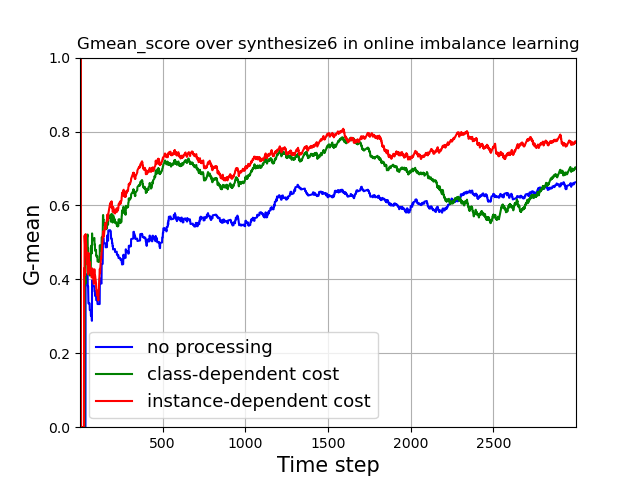 Gmean_score over synthesize6 in online imbalance learning
1.0
0.8
0.6
0.4
0.2
0.0
G-mean
no processing
class-dependent cost
instance-dependent cost
500 1000 1500 2000 2500
Time step